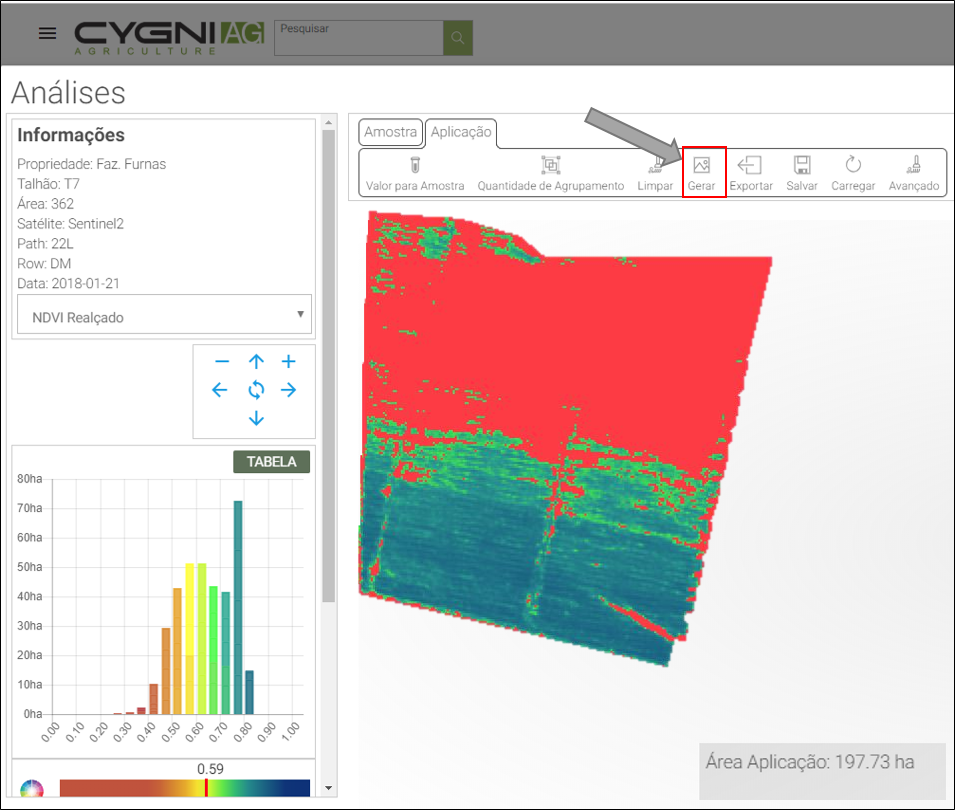 CYGNI AG
AGRICULTURE
Pesquisar
Análises
Informações
Propriedade: Faz. Furnas
Talhão: T7
Área: 362
Satélite: Sentinel2
Path: 22L
Row: DM
Data: 2018-01-21
NDVI Realçado
Amostra
Aplicação
Valor para Amostra
Quantidade de Agrupamento
Limpar
Gerar
Exportar
Salvar
Carregar
Avançado
TABELA
80ha
70ha
60ha
50ha
40ha
30ha
20ha
10ha
0ha
0.00 0.10 0.20 0.30 0.40 0.50 0.60 0.70 0.80 0.90 1.00
0.59
Área Aplicação: 197.73 ha